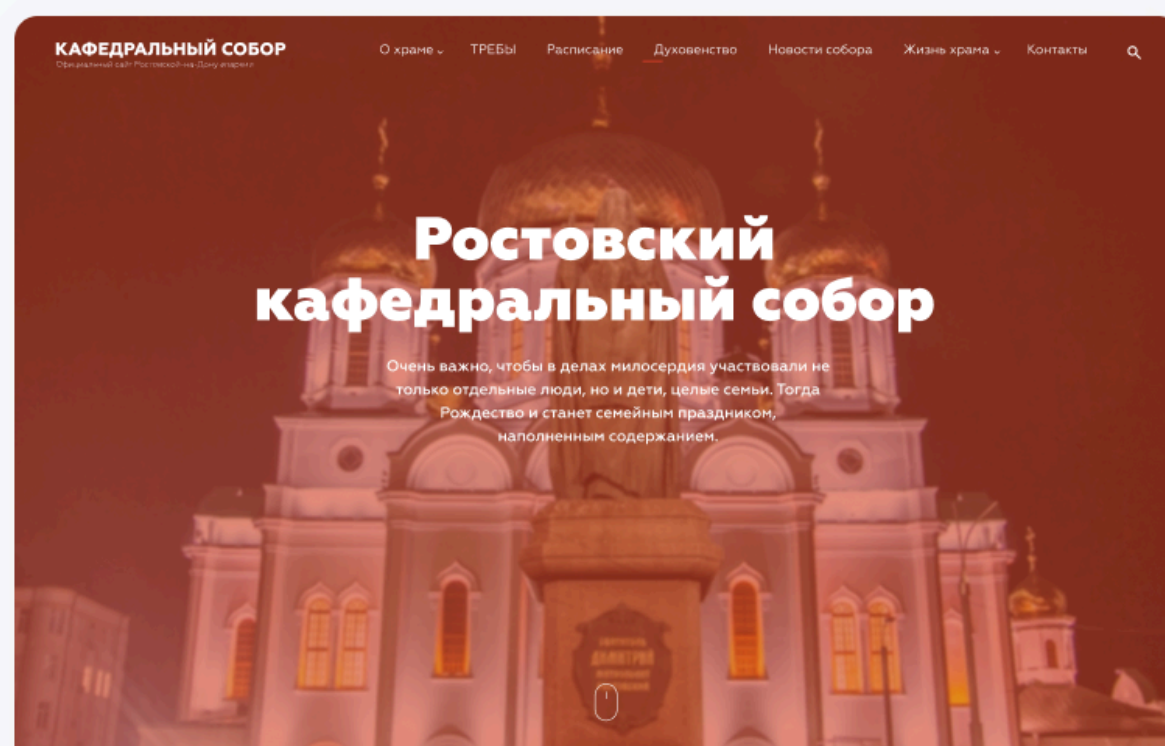 КАФЕДРАЛЬНЫЙ СОБОР
Официальный сайт Ростовской-на-Дону епархии
О храме ТРЕБЫ Расписание Духовенство Новости собора Жизнь храма Контакты
Ростовский
кафедральный собор
Очень важно, чтобы в делах милосердия участвовали не
только отдельные люди, но и дети, целые семьи. Тогда
Рождество и станет семейным праздником,
наполненным содержанием.
ДИМИТРИЙ